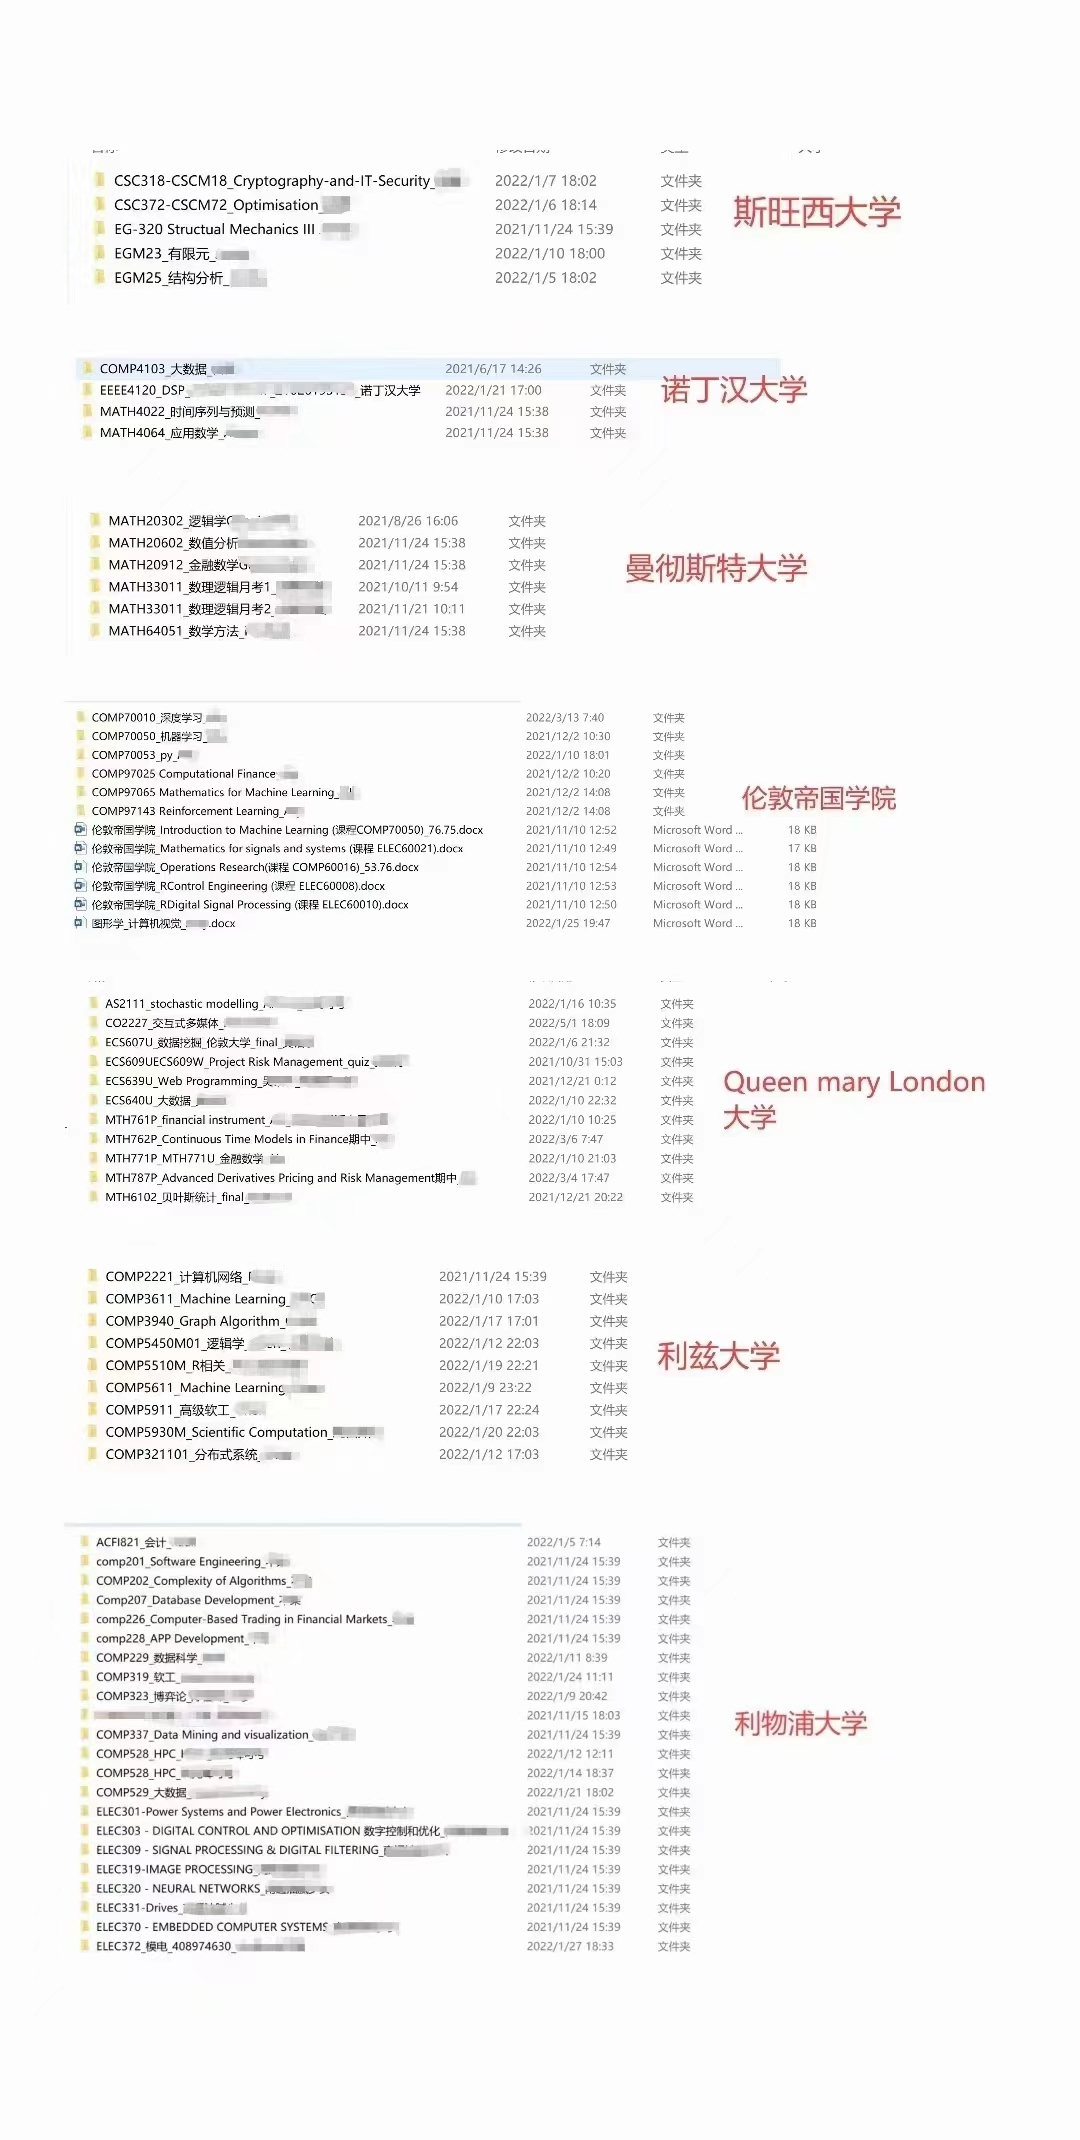 CSC318-CSCM18_Cryptography-and-IT-Security_ 2022/1/7 18:02 文件夹
CSC372-CSCM72_Optimisation_ 2022/1/6 18:14 文件夹
斯旺西大学
EG-320 Structual Mechanics III 2021/11/24 15:39 文件夹
EGM23_有限元_ 2022/1/10 18:00 文件夹
EGM25_结构分析_ 2022/1/5 18:02 文件夹
COMP4103_大数据_ 2021/6/17 14:26 文件夹
EEEE4120_DSP_ _诺丁汉大学 2022/1/21 17:00 文件夹
诺丁汉大学
MATH4022_时间序列与预测_ 2021/11/24 15:38 文件夹
MATH4064_应用数学_ 2021/11/24 15:38 文件夹
MATH20302_逻辑学 2021/8/26 16:06 文件夹
MATH20602_数值分析 2021/11/24 15:38 文件夹
MATH20912_金融数学 2021/11/24 15:38 文件夹
曼彻斯特大学
MATH33011_数理逻辑月考1_ 2021/10/11 9:54 文件夹
MATH33011_数理逻辑月考2_ 2021/11/21 10:11 文件夹
MATH64051_数学方法_ 2021/11/24 15:38 文件夹
COMP70010_深度学习_ 2022/3/13 7:40 文件夹
COMP70050_机器学习_ 2021/12/2 10:30 文件夹
COMP70053_py_ 2022/1/10 18:01 文件夹
COMP97025 Computational Finance 2021/12/2 10:20 文件夹
COMP97065 Mathematics for Machine Learning_ 2021/12/2 14:08 文件夹
伦敦帝国学院
COMP97143 Reinforcement Learning_ 2021/12/2 14:08 文件夹
伦敦帝国学院_Introduction to Machine Learning (课程COMP70050)_76.75.docx 2021/11/10 12:52 Microsoft Word ... 18 KB
伦敦帝国学院_Mathematics for signals and systems (课程 ELEC60021).docx 2021/11/10 12:49 Microsoft Word ... 17 KB
伦敦帝国学院_Operations Research(课程 COMP60016)_53.76.docx 2021/11/10 12:54 Microsoft Word ... 18 KB
伦敦帝国学院_RControl Engineering (课程 ELEC60008).docx 2021/11/10 12:53 Microsoft Word ... 18 KB
伦敦帝国学院_RDigital Signal Processing (课程 ELEC60010).docx 2021/11/10 12:50 Microsoft Word ... 18 KB
图形学_计算机视觉_ .docx 2022/1/25 19:47 Microsoft Word ... 18 KB
AS2111_stochastic modelling_ 2022/1/16 10:35 文件夹
CO2227_交互式多媒体_ 2022/5/1 18:09 文件夹
ECS607U_数据挖掘_伦敦大学_final_ 2022/1/6 21:32 文件夹
ECS609UECS609W_Project Risk Management_quiz_ 2021/10/31 15:03 文件夹
ECS639U_Web Programming_ 2021/12/21 0:12 文件夹
Queen mary London
大学
ECS640U_大数据_ 2022/1/10 22:32 文件夹
MTH761P_financial instrument_ 2022/1/10 10:25 文件夹
MTH762P_Continuous Time Models in Finance期中_ 2022/3/6 7:47 文件夹
MTH771P_MTH771U_金融数学_ 2022/1/10 21:03 文件夹
MTH787P_Advanced Derivatives Pricing and Risk Management期中_ 2022/3/4 17:47 文件夹
MTH6102_贝叶斯统计_final_ 2021/12/21 20:22 文件夹
COMP2221_计算机网络_ 2021/11/24 15:39 文件夹
COMP3611_Machine Learning_ 2022/1/10 17:03 文件夹
COMP3940_Graph Algorithm_ 2022/1/17 17:01 文件夹
COMP5450M01_逻辑学_ 2022/1/12 22:03 文件夹
利兹大学
COMP5510M_R相关_ 2022/1/19 22:21 文件夹
COMP5611_Machine Learning 2022/1/9 23:22 文件夹
COMP5911_高级软工_ 2022/1/17 22:24 文件夹
COMP5930M_Scientific Computation_ 2022/1/20 22:03 文件夹
COMP321101_分布式系统_ 2022/1/12 17:03 文件夹
ACFI821_会计_ 2022/1/5 7:14 文件夹
comp201_Software Engineering_ 2021/11/24 15:39 文件夹
COMP202_Complexity of Algorithms_ 2021/11/24 15:39 文件夹
Comp207_Database Development_ 2021/11/24 15:39 文件夹
comp226_Computer-Based Trading in Financial Markets_ 2021/11/24 15:39 文件夹
comp228_APP Development_ 2021/11/24 15:39 文件夹
COMP229_数据科学_ 2022/1/11 8:39 文件夹
COMP319_软工_ 2022/1/24 11:11 文件夹
COMP323_博弈论_ 2022/1/9 20:42 文件夹
2021/11/15 18:03 文件夹
利物浦大学
COMP337_Data Mining and visualization_ 2021/11/24 15:39 文件夹
COMP528_HPC_ 2022/1/12 12:11 文件夹
COMP528_HPC_ 2022/1/14 18:37 文件夹
COMP529_大数据_ 2022/1/21 18:02 文件夹
ELEC301-Power Systems and Power Electronics_ 2021/11/24 15:39 文件夹
ELEC303 - DIGITAL CONTROL AND OPTIMISATION 数字控制和优化_ 2021/11/24 15:39 文件夹
ELEC309 - SIGNAL PROCESSING & DIGITAL FILTERING_ 2021/11/24 15:39 文件夹
ELEC319-IMAGE PROCESSING_ 2021/11/24 15:39 文件夹
ELEC320 - NEURAL NETWORKS_ 2021/11/24 15:39 文件夹
ELEC331-Drives_ 2021/11/24 15:39 文件夹
ELEC370 - EMBEDDED COMPUTER SYSTEMS_ 2021/11/24 15:39 文件夹
ELEC372_模电_408974630_ 2022/1/27 18:33 文件夹